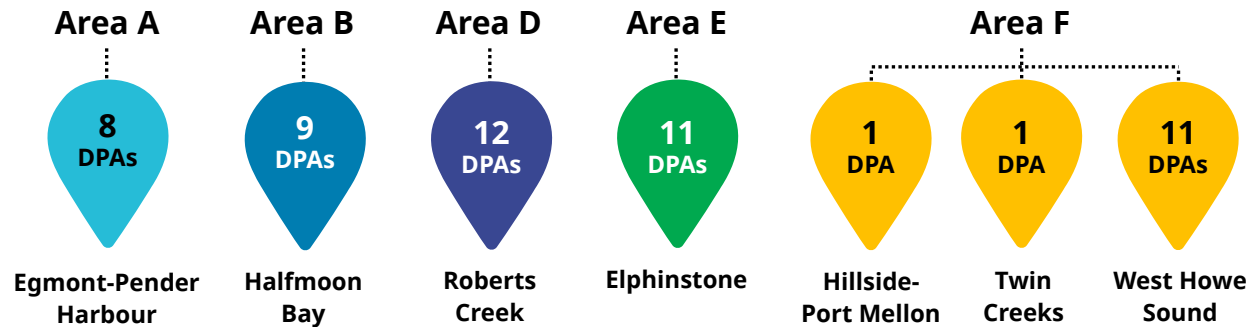 Area A
Area B
Area D
Area E
Area F
8
DPAs
9
DPAs
12
DPAs
11
DPAs
1
DPA
1
DPA
11
DPAs
Egmont-Pender
Harbour
Halfmoon
Bay
Roberts
Creek
Elphinstone
Hillside-
Port Mellon
Twin
Creeks
West Howe
Sound